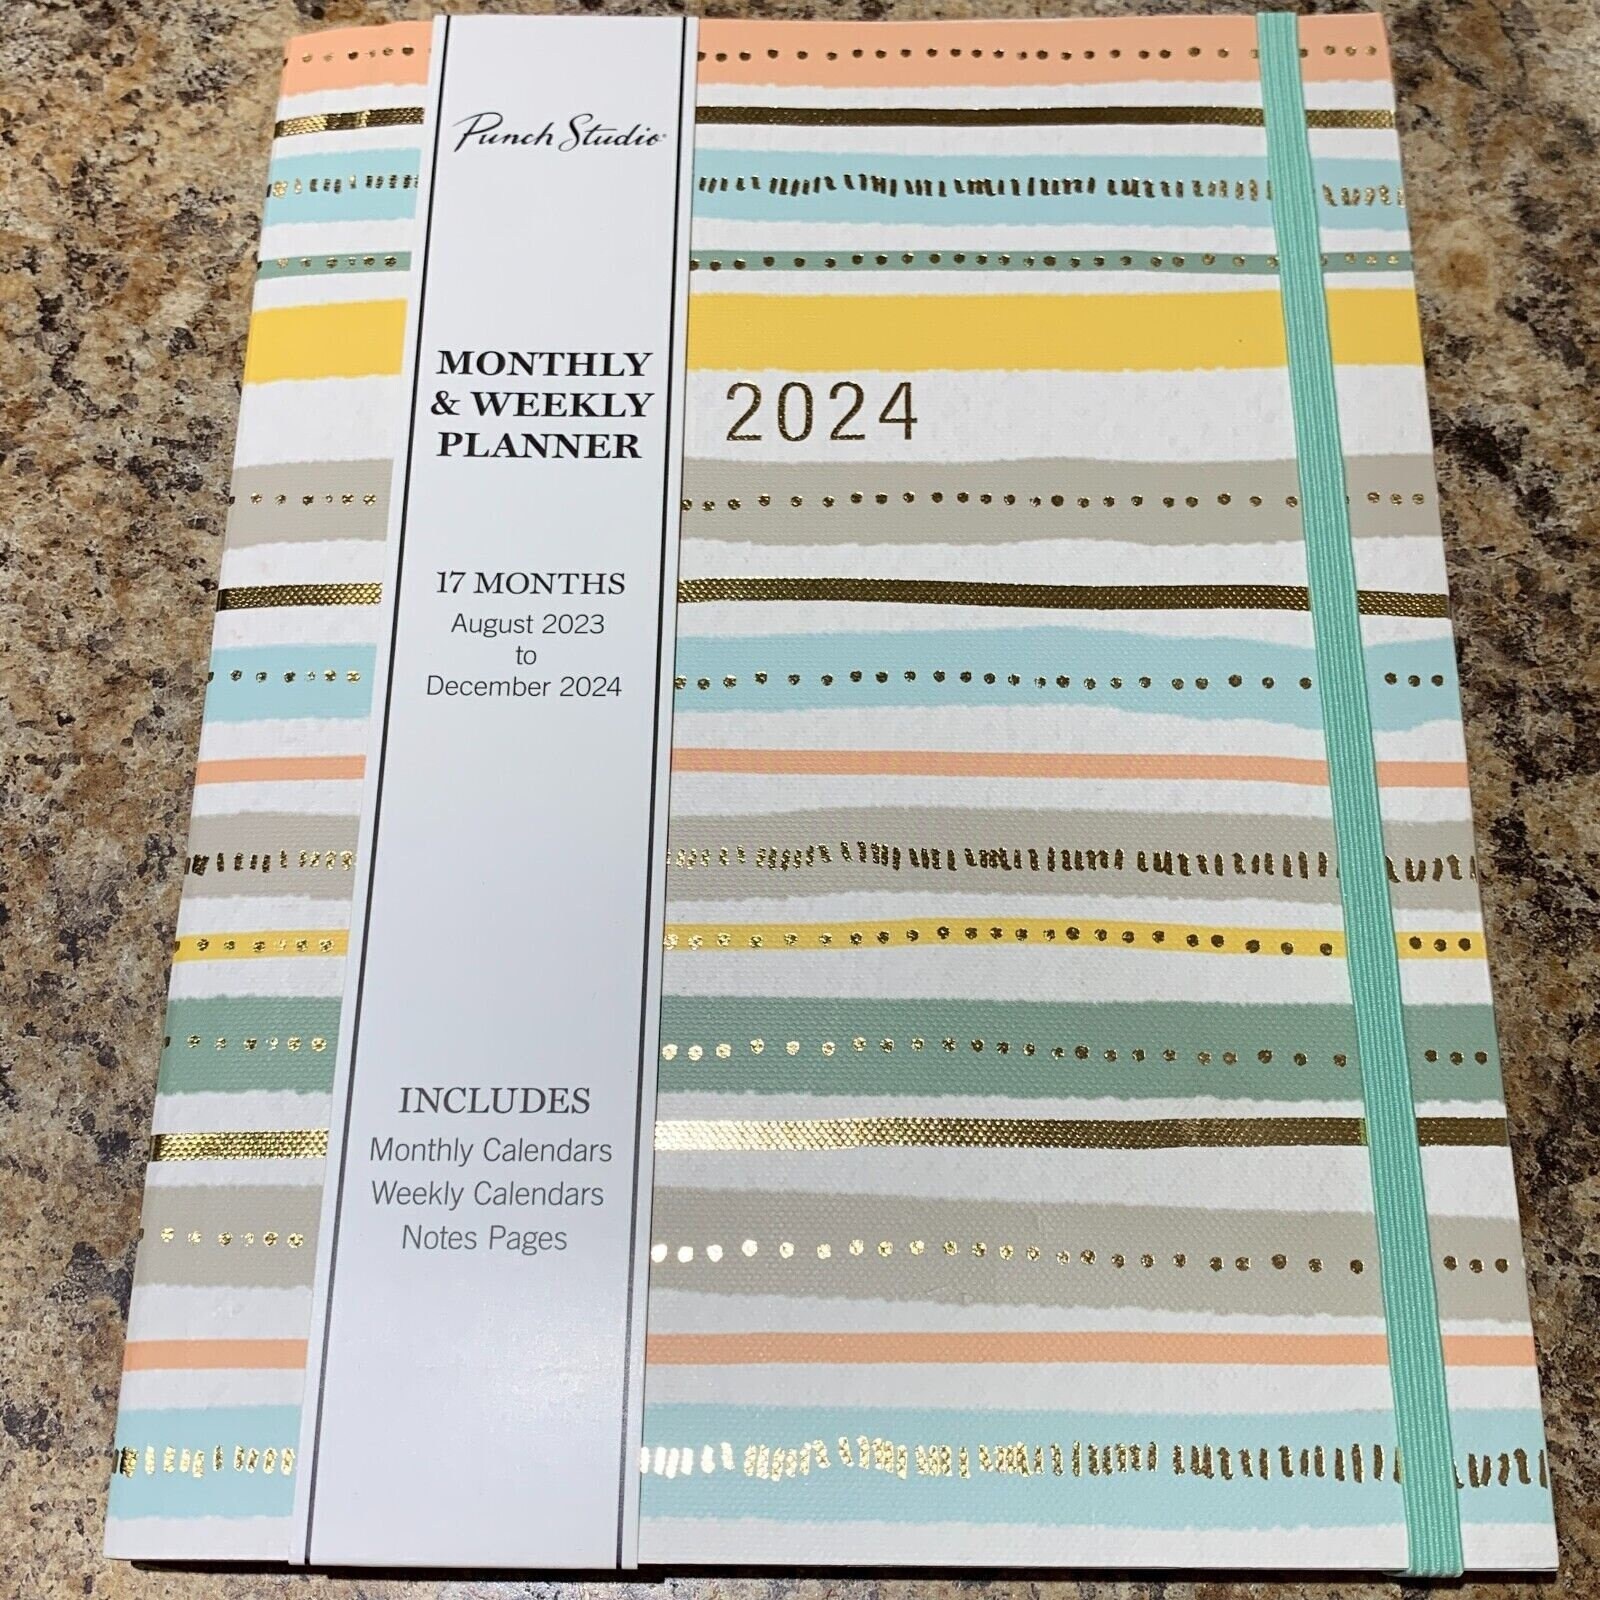 Punch Studio
MONTHLY
& WEEKLY
PLANNER
2024
17 MONTHS
August 2023
to
December 2024
INCLUDES
Monthly Calendars
Weekly Calendars
Notes Pages